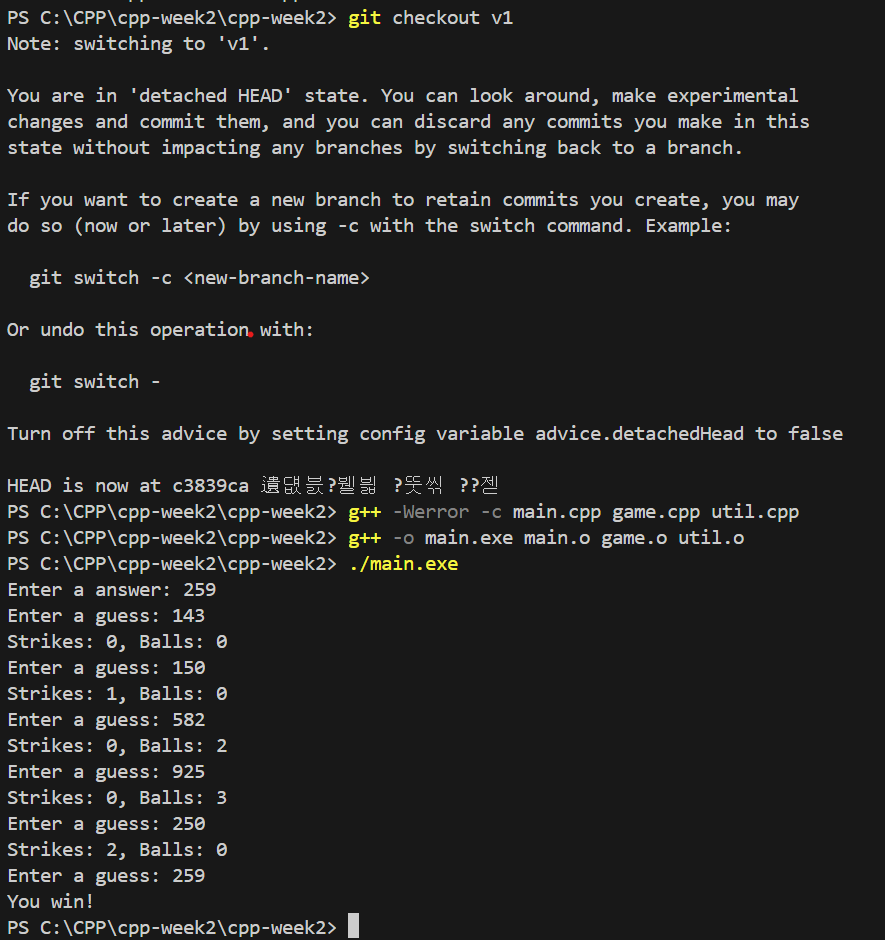 PS C:\CPP\cpp-week2\cpp-week2> git checkout v1
Note: switching to 'v1'.
You are in 'detached HEAD' state. You can look around, make experimental
changes and commit them, and you can discard any commits you make in this
state without impacting any branches by switching back to a branch.
If you want to create a new branch to retain commits you create, you may
do so (now or later) by using -c with the switch command. Example:
git switch -c <new-branch-name>
Or undo this operation with:
git switch -
Turn off this advice by setting config variable advice.detachedHead to false
HEAD is now at c3839ca
PS C:\CPP\cpp-week2\cpp-week2> g++ -Werror -c main.cpp game.cpp util.cpp
PS C:\CPP\cpp-week2\cpp-week2> g++ -o main.exe main.o game.o util.o
PS C:\CPP\cpp-week2\cpp-week2> ./main.exe
Enter a answer: 259
Enter a guess: 143
Strikes: 0, Balls: 0
Enter a guess: 150
Strikes: 1, Balls: 0
Enter a guess: 582
Strikes: 0, Balls: 2
Enter a guess: 925
Strikes: 0, Balls: 3
Enter a guess: 250
Strikes: 2, Balls: 0
Enter a guess: 259
You win!
PS C:\CPP\cpp-week2\cpp-week2>